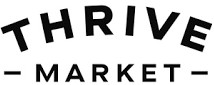 THRIVE
– MARKET –